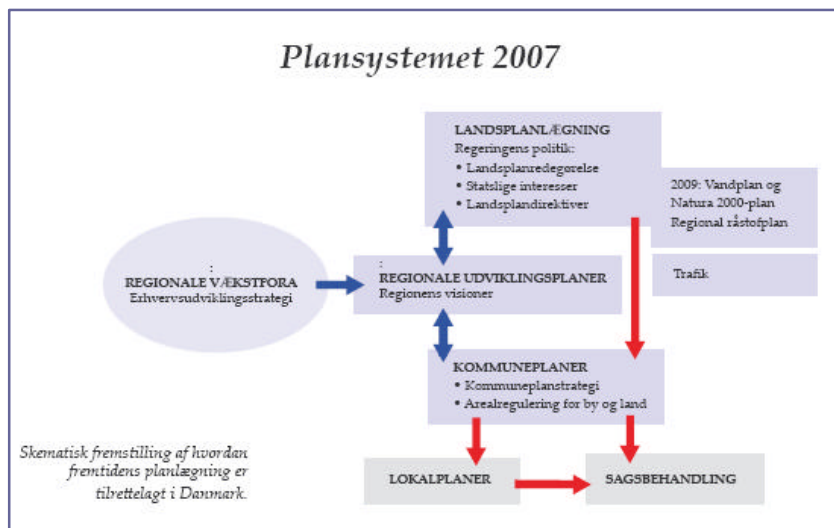 Plansystemet 2007
LANDSPLANLÆGNING
Regeringens politik:
• Landsplanredegørelse
• Statslige interesser
• Landsplandirektiver
2009: Vandplan og
Natura 2000-plan
Regional råstofplan
Trafik
:
REGIONALE VÆKSTFORA
Erhvervsudviklingsstrategi
:
REGIONALE UDVIKLINGSPLANER
Regionens visioner
KOMMUNEPLANER
• Kommuneplanstrategi
• Arealregulering for by og land
Skematisk fremstilling af hvordan
fremtidens planlægning er
tilrettelagt i Danmark.
LOKALPLANER
SAGSBEHANDLING